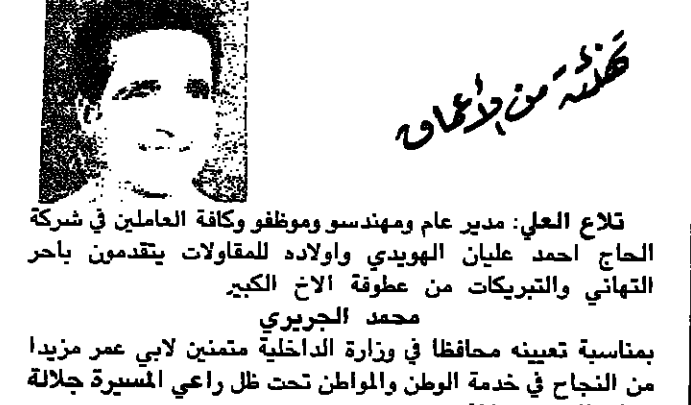 تهنئة من الأعماق
تلاع العلي: مدير عام ومهندسو وموظفو وكافة العاملين في شركة
الحاج احمد عليان الهويدي واولاده للمقاولات يتقدمون باحر
التهاني والتبريكات من عطوفة الاخ الكبير
محمد الجريري
بمناسبة تعيينه محافظا في وزارة الداخلية متمنين لابي عمر مزيدا
من النجاح في خدمة الوطن والمواطن تحت ظل راعي المسيرة جلالة